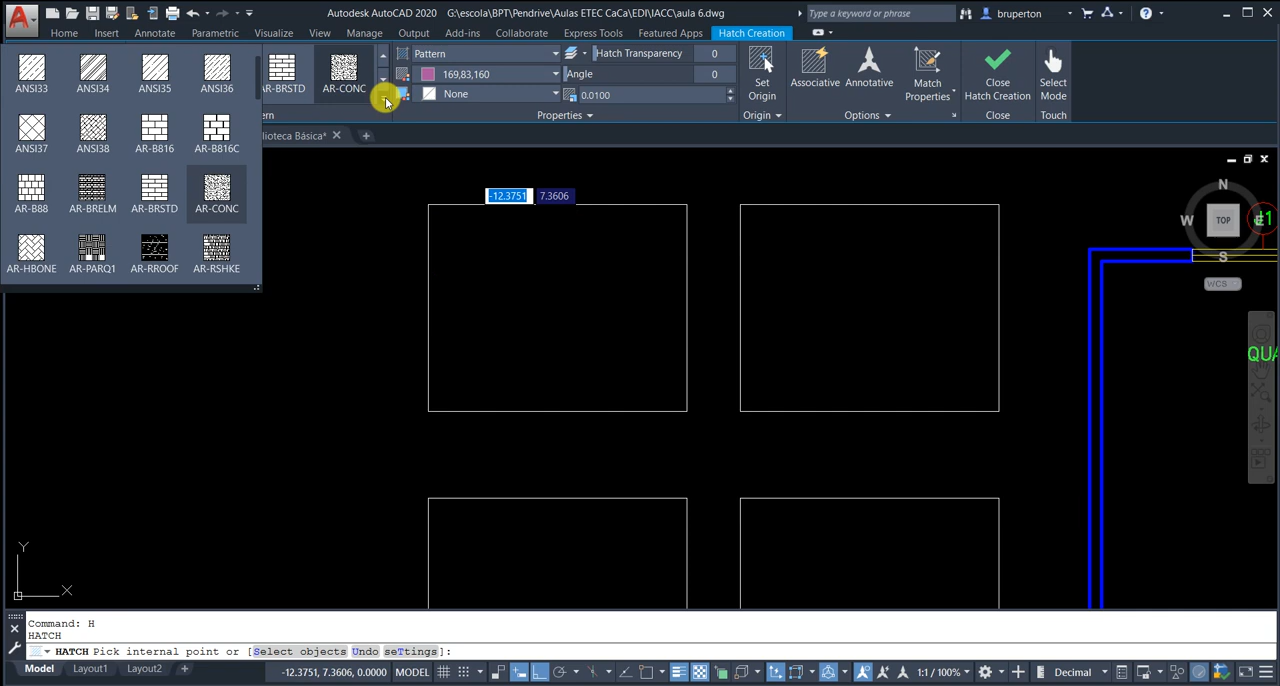 Autodesk AutoCAD 2020 G:\escola\BPT\Pendrive\Aulas ETEC CaCa\EDI\IACC\aula 6.dwg
Type a keyword or phrase
bruperton
Home Insert Annotate Parametric Visualize View Manage Output Add-ins Collaborate Express Tools Featured Apps Hatch Creation
ANSI33 ANSI34 ANSI35 ANSI36
ANSI37 ANSI38 AR-B816 AR-B816C
AR-B88 AR-BRELM AR-BRSTD AR-CONC
AR-HBONE AR-PARQ1 AR-RROOF AR-RSHKE
R-BRSTD AR-CONC
ern
Pattern
169,83,160
None
Hatch Transparency 0
Angle 0
0.0100
Properties
Set
Origin
Origin
Associative Annotative Match
Properties
Options
Close
Hatch Creation
Close
Select
Mode
Touch
blioteca Básica*
-12.3751 7.3606
N
W TOP E
S
WCS
J1
QUA
Y
X
Command: H
HATCH
HATCH Pick internal point or [Select objects Undo seTtings]:
Model Layout1 Layout2
-12.3751, 7.3606, 0.0000 MODEL 1:1 / 100% Decimal